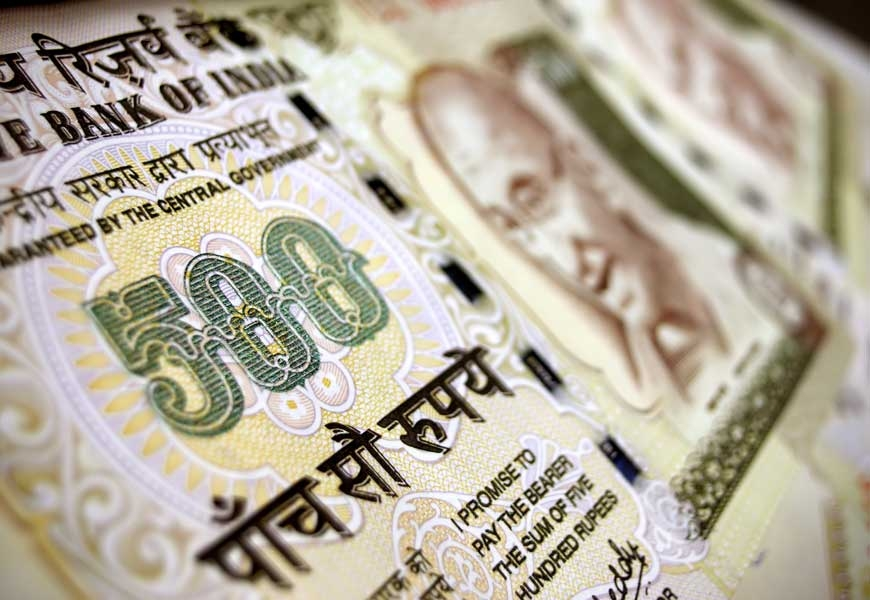 रिज़र्व बैंक
BANK OF INDIA
सरकार द्वारा प्रत्याभूत
GUARANTEED BY THE CENTRAL GOVERNMENT
500
पाँच सौ रूपये
I PROMISE TO
PAY THE BEARER
THE SUM OF FIVE
HUNDRED RUPEES